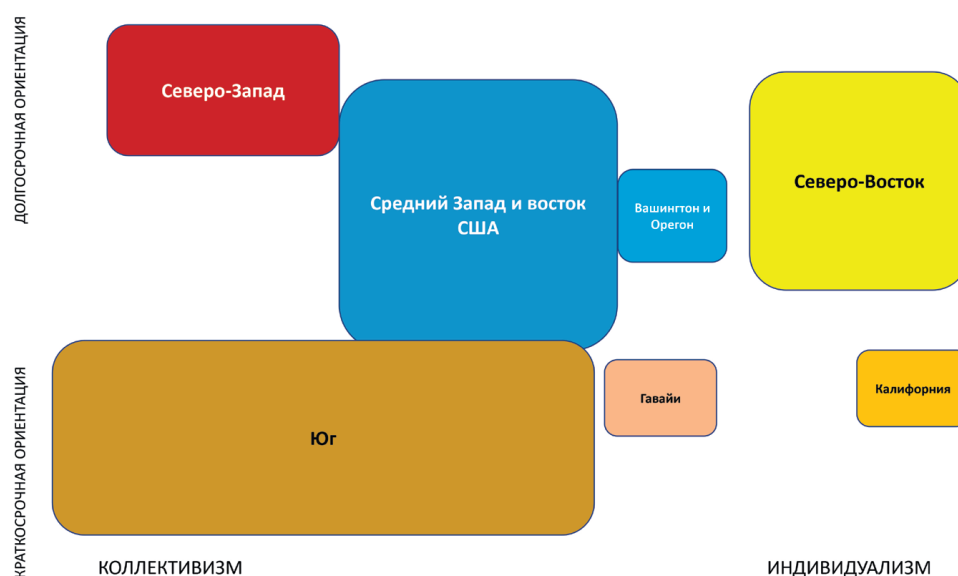 ДОЛГОСРОЧНАЯ ОРИЕНТАЦИЯ
Северо-Запад
Средний Запад и восток
США
Вашингтон и
Орегон
Северо-Восток
КРАТКОСРОЧНАЯ ОРИЕНТАЦИЯ
Юг
Гавайи
Калифорния
КОЛЛЕКТИВИЗМ
ИНДИВИДУАЛИЗМ